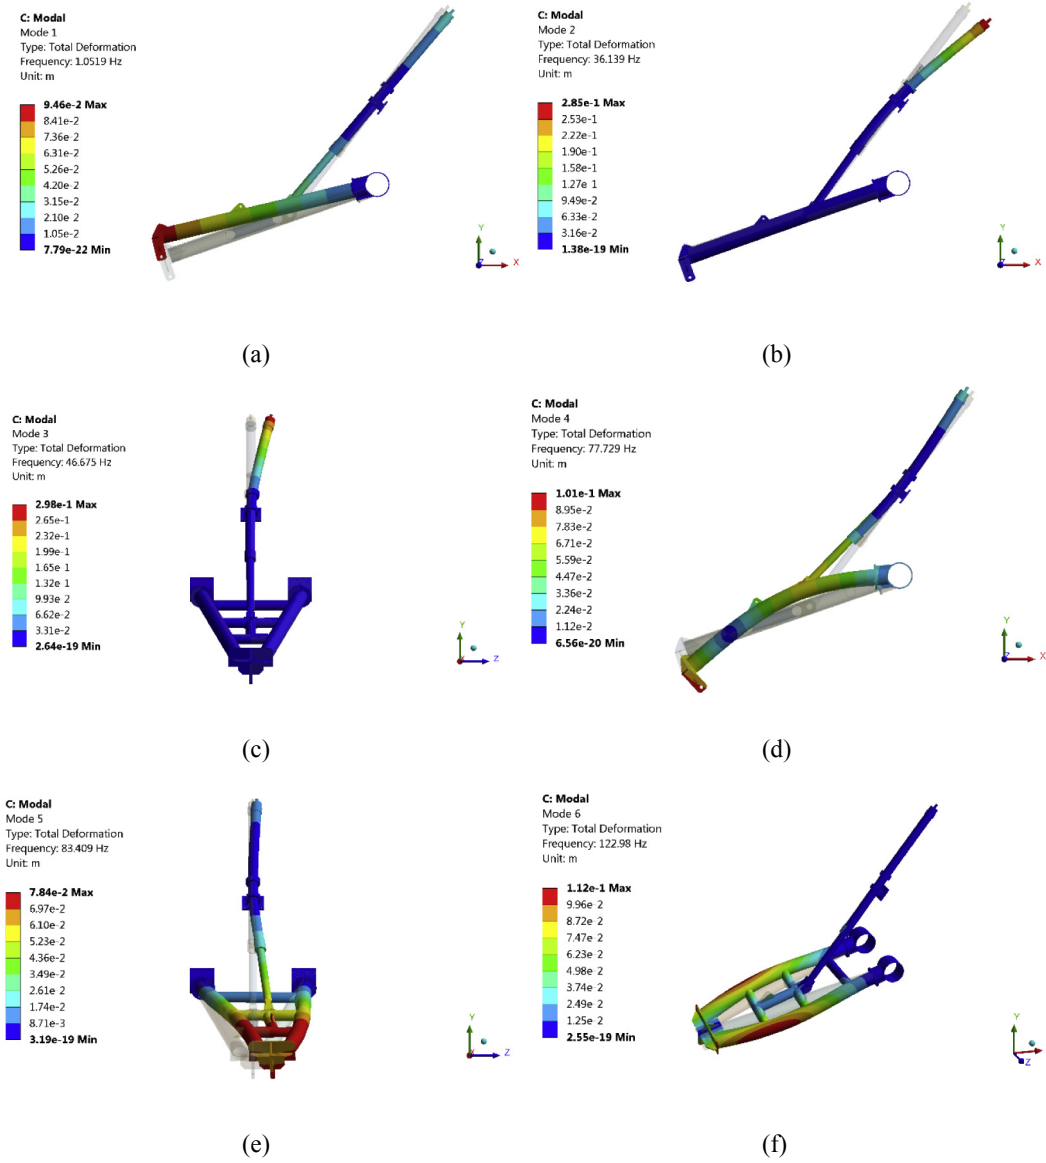 C: Modal
Mode 1
Type: Total Deformation
Frequency: 1.0519 Hz
Unit: m
9.46e-2 Max
8.41e-2
7.36e-2
6.31e-2
5.26e-2
4.20e-2
3.15e-2
2.10e-2
1.05e-2
7.79e-22 Min
Y
Z
X
(a)
C: Modal
Mode 2
Type: Total Deformation
Frequency: 36.139 Hz
Unit: m
2.85e-1 Max
2.53e-1
2.22e-1
1.90e-1
1.58e-1
1.27e 1
9.49e-2
6.33e-2
3.16e-2
1.38e-19 Min
Y
Z
X
(b)
C: Modal
Mode 3
Type: Total Deformation
Frequency: 46.675 Hz
Unit: m
2.98e-1 Max
2.65e-1
2.32e-1
1.99e-1
1.65e 1
1.32e 1
9.93e-2
6.62e-2
3.31e-2
2.64e-19 Min
Y
X
Z
(c)
C: Modal
Mode 4
Type: Total Deformation
Frequency: 77.729 Hz
Unit: m
1.01e-1 Max
8.95e-2
7.83e-2
6.71e-2
5.59e-2
4.47e-2
3.36e-2
2.24e-2
1.12e-2
6.56e-20 Min
Y
Z
X
(d)
C: Modal
Mode 5
Type: Total Deformation
Frequency: 83.409 Hz
Unit: m
7.84e-2 Max
6.97e-2
6.10e-2
5.23e-2
4.36e-2
3.49e-2
2.61e-2
1.74e-2
8.71e-3
3.19e-19 Min
Y
X
Z
(e)
C: Modal
Mode 6
Type: Total Deformation
Frequency: 122.98 Hz
Unit: m
1.12e-1 Max
9.96e-2
8.72e-2
7.47e-2
6.23e-2
4.98e-2
3.74e-2
2.49e-2
1.25e-2
2.55e-19 Min
Y
Z
(f)